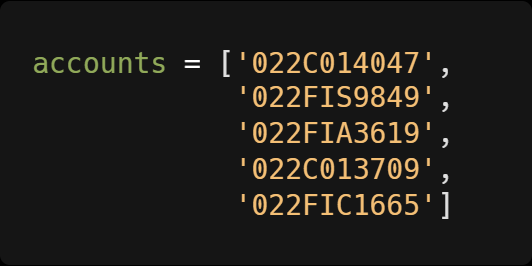 accounts = ['022C014047',
            '022FIS9849',
            '022FIA3619',
            '022C013709',
            '022FIC1665']